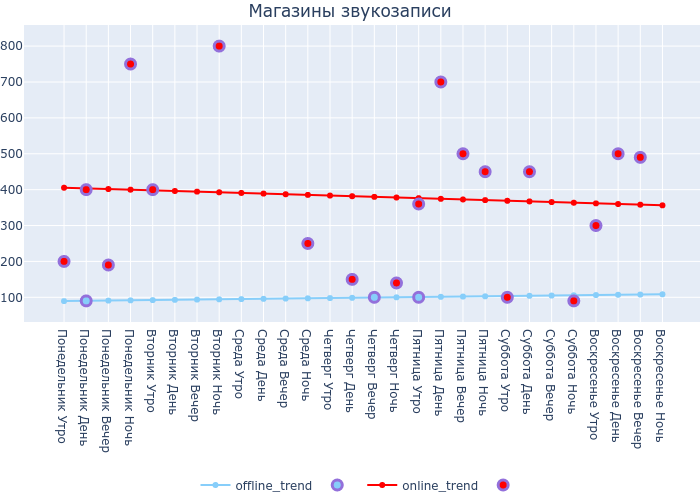 Магазины звукозаписи
800
700
600
500
400
300
200
100
Понедельник Утро
Понедельник День
Понедельник Вечер
Понедельник Ночь
Вторник Утро
Вторник День
Вторник Вечер
Вторник Ночь
Среда Утро
Среда День
Среда Вечер
Среда Ночь
Четверг Утро
Четверг День
Четверг Вечер
Четверг Ночь
Пятница Утро
Пятница День
Пятница Вечер
Пятница Ночь
Суббота Утро
Суббота День
Суббота Вечер
Суббота Ночь
Воскресенье Утро
Воскресенье День
Воскресенье Вечер
Воскресенье Ночь
offline_trend
online_trend